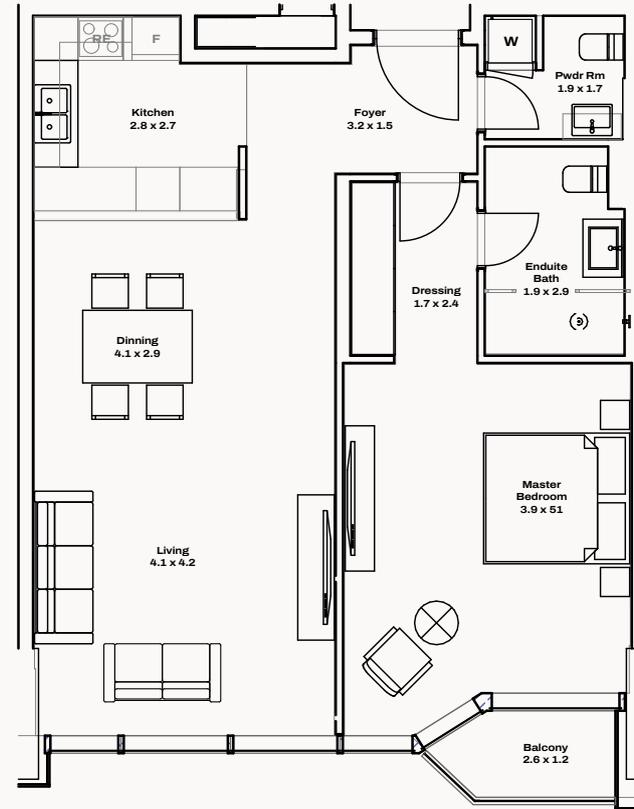 RE
F
W
Pwdr Rm
1.9 x 1.7
Kitchen
2.8 x 2.7
Foyer
3.2 x 1.5
Enduite
Bath
1.9 x 2.9
Dressing
1.7 x 2.4
Dinning
4.1 x 2.9
Master
Bedroom
3.9 x 51
Living
4.1 x 4.2
Balcony
2.6 x 1.2